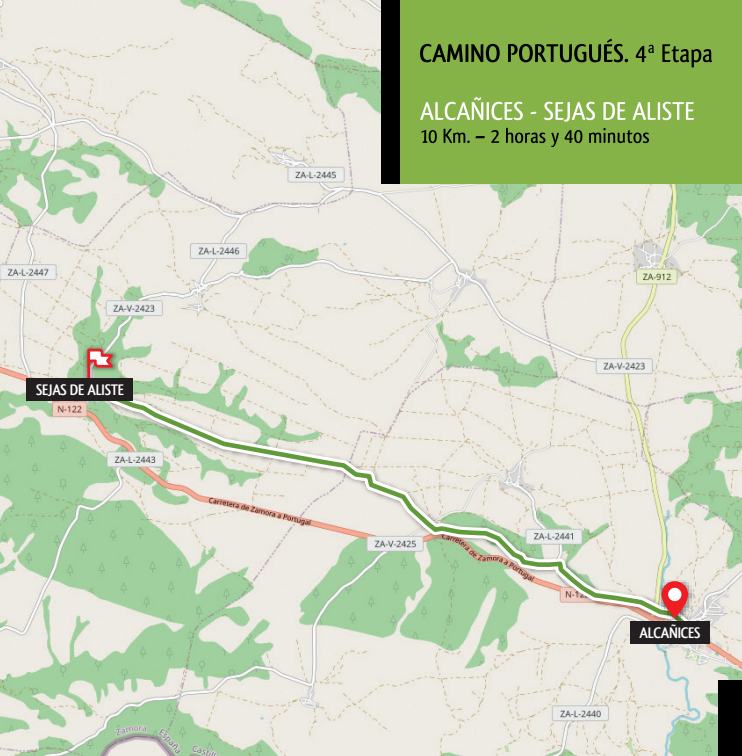 CAMINO PORTUGUÉS. 4ª Etapa
ALCAÑICES - SEJAS DE ALISTE
10 Km. – 2 horas y 40 minutos
ZA-L-2445
ZA-L-2446
ZA-L-2447
ZA-912
ZA-V-2423
ZA-V-2423
SEJAS DE ALISTE
N-122
ZA-L-2443
Carretera de Zamora a Portugal
ZA-L-2441
ZA-V-2425
Carretera de Zamora a Portugal
ALCAÑICES
ZA-L-2440
Zamora
España